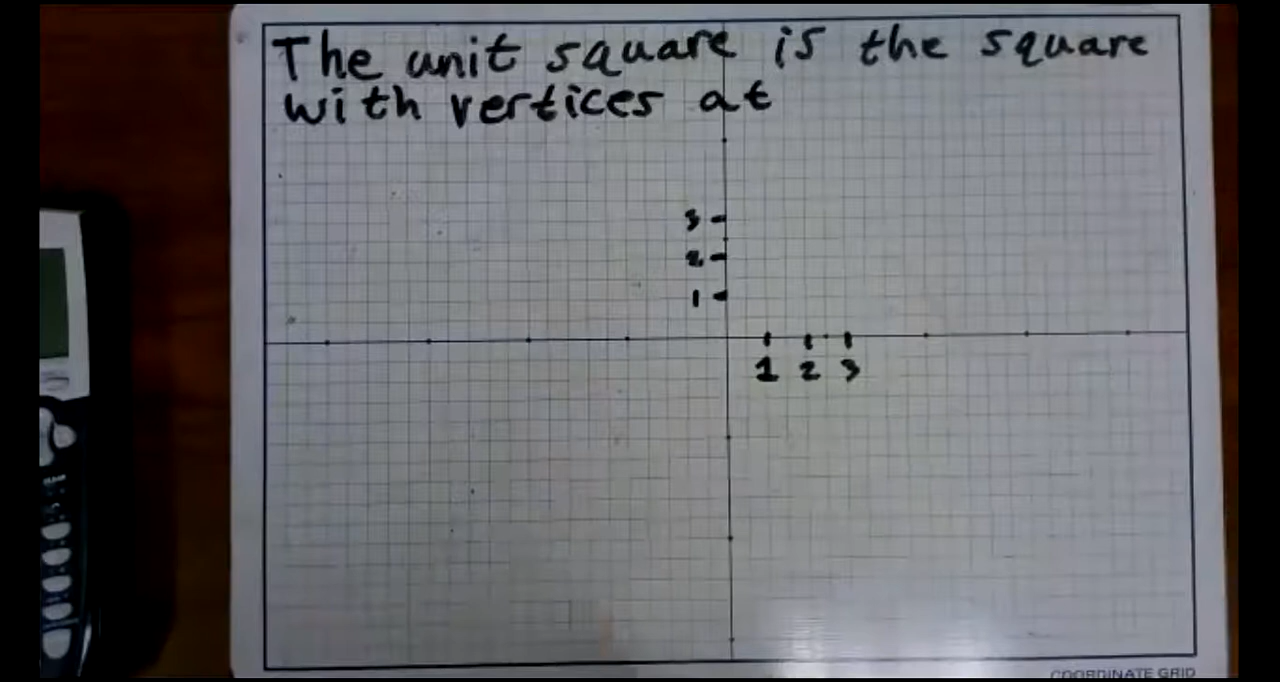 The unit square is the square
with vertices at
3
2
1
1 2 3
COORDINATE GRID